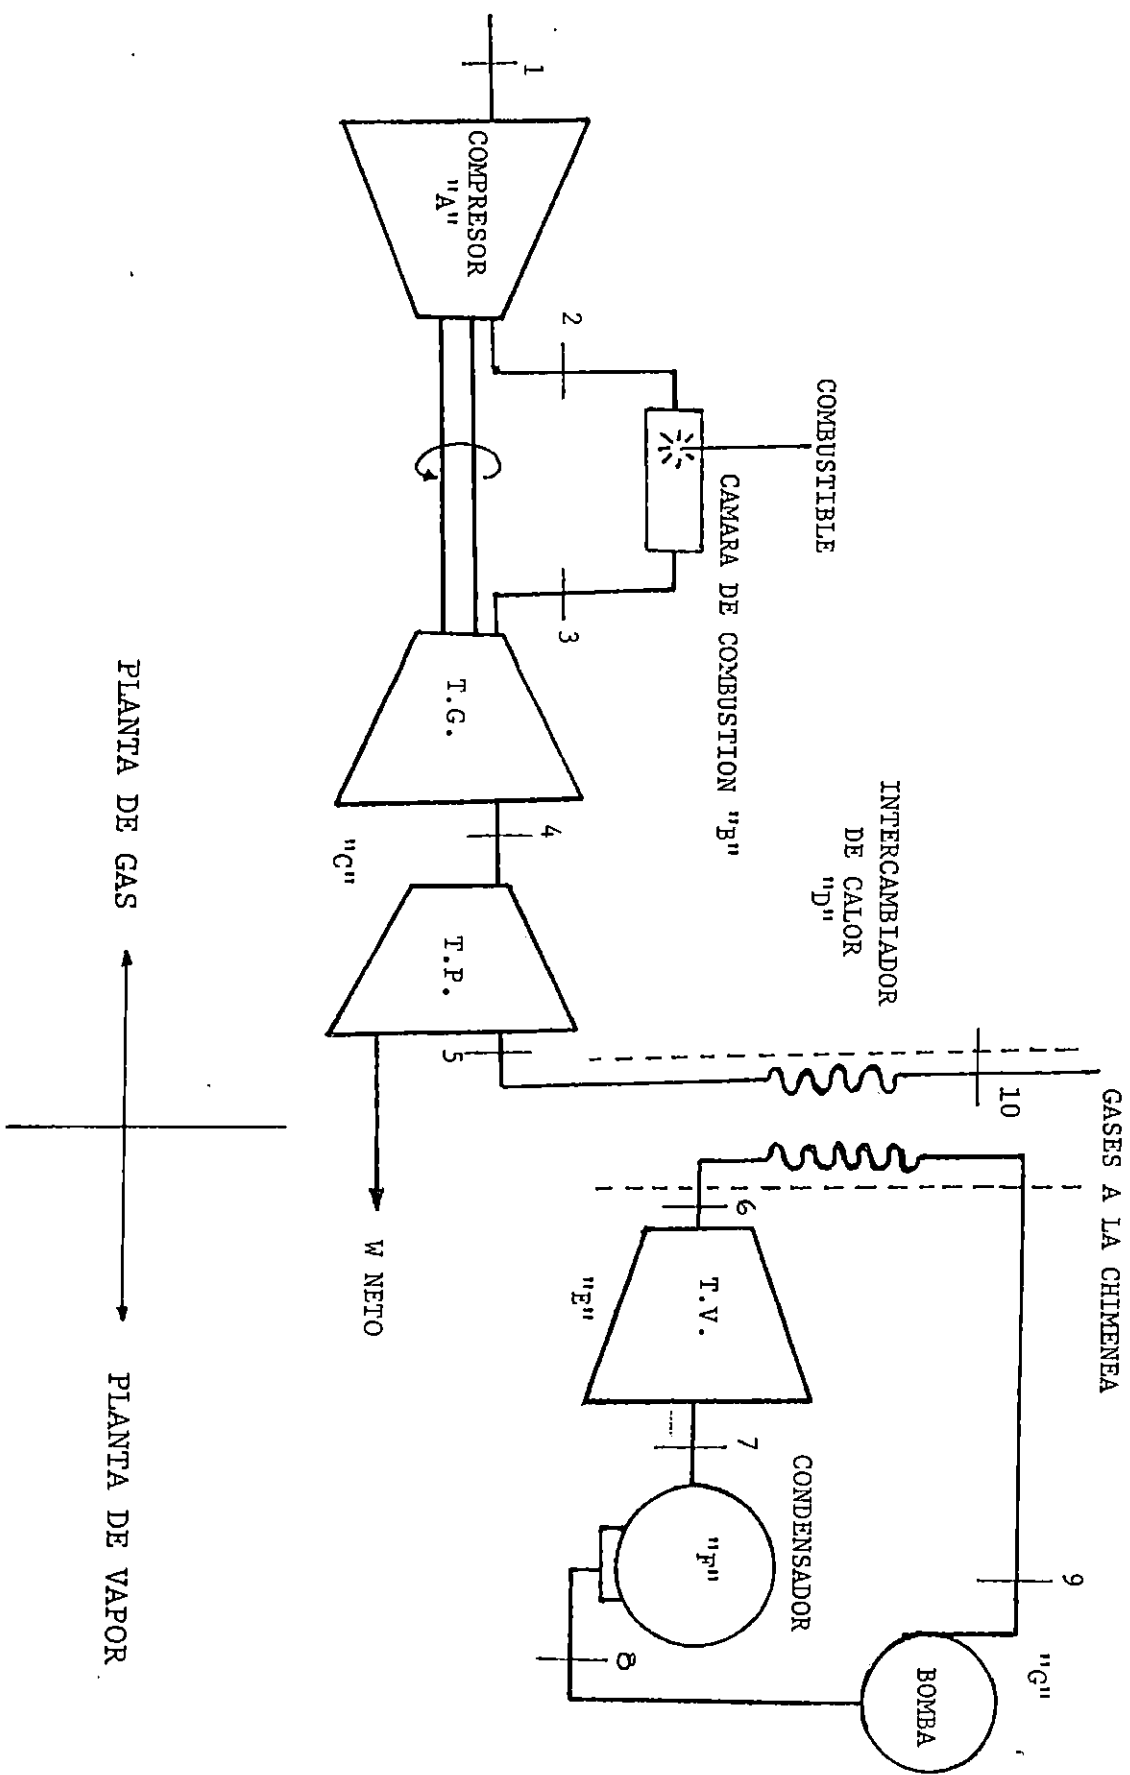 GASES A LA CHIMENEA
INTERCAMBIADOR
DE CALOR
"D"
10
COMBUSTIBLE
CAMARA DE COMBUSTION "B"
9
"G"
BOMBA
CONDENSADOR
6
7
T.V.
"E"
"F"
8
1
2
3
4
5
COMPRESOR
"A"
T.G.
"C"
T.P.
W NETO
PLANTA DE GAS
PLANTA DE VAPOR